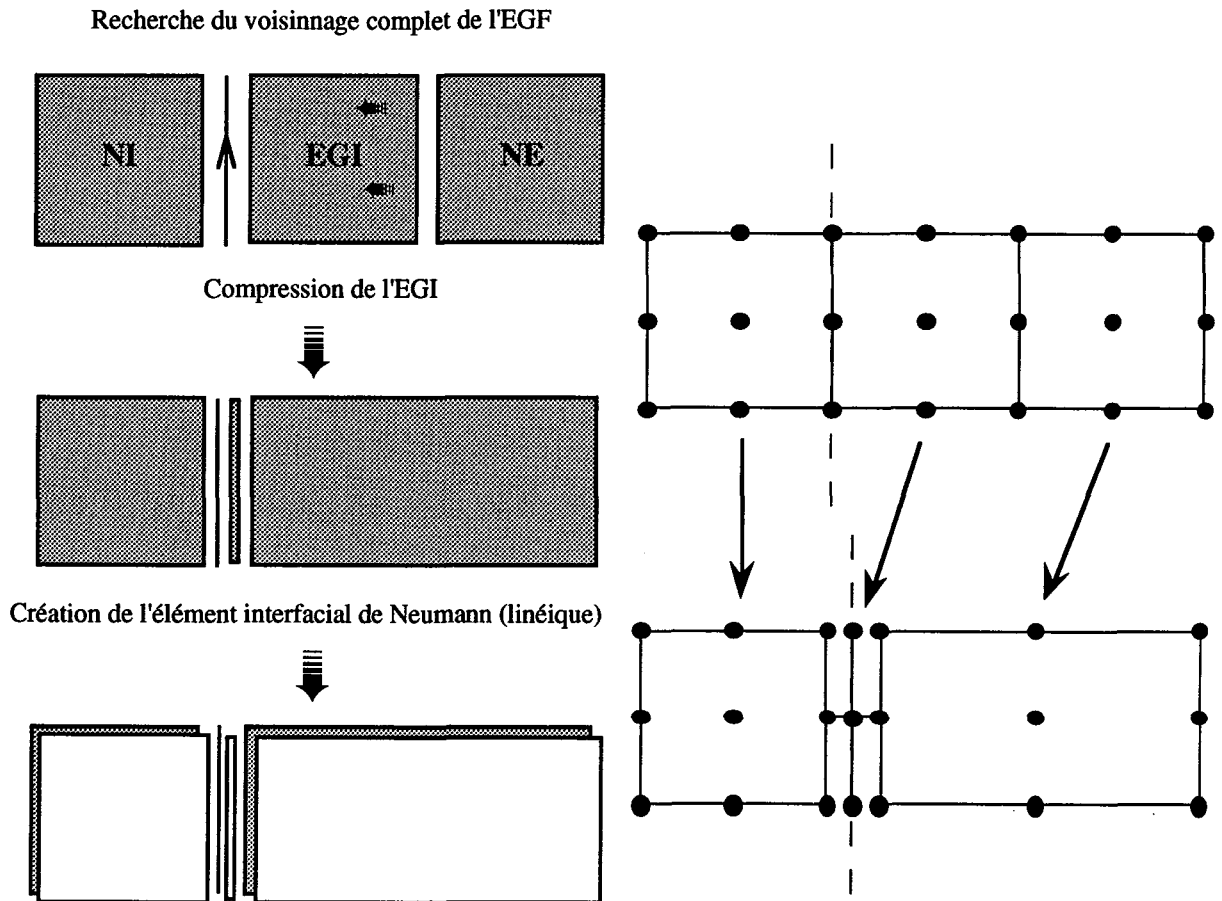 Recherche du voisinnage complet de l'EGF
NI
EGI
NE
Compression de l'EGI
Création de l'élément interfacial de Neumann (linéique)